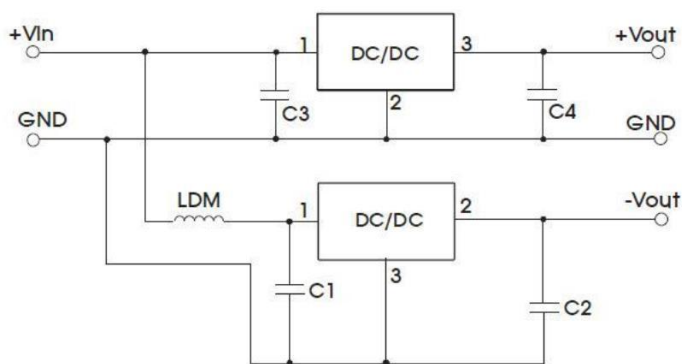 +VIn
1
DC/DC
3
+Vout
2
C3
C4
GND
GND
LDM
1
DC/DC
2
-Vout
3
C1
C2